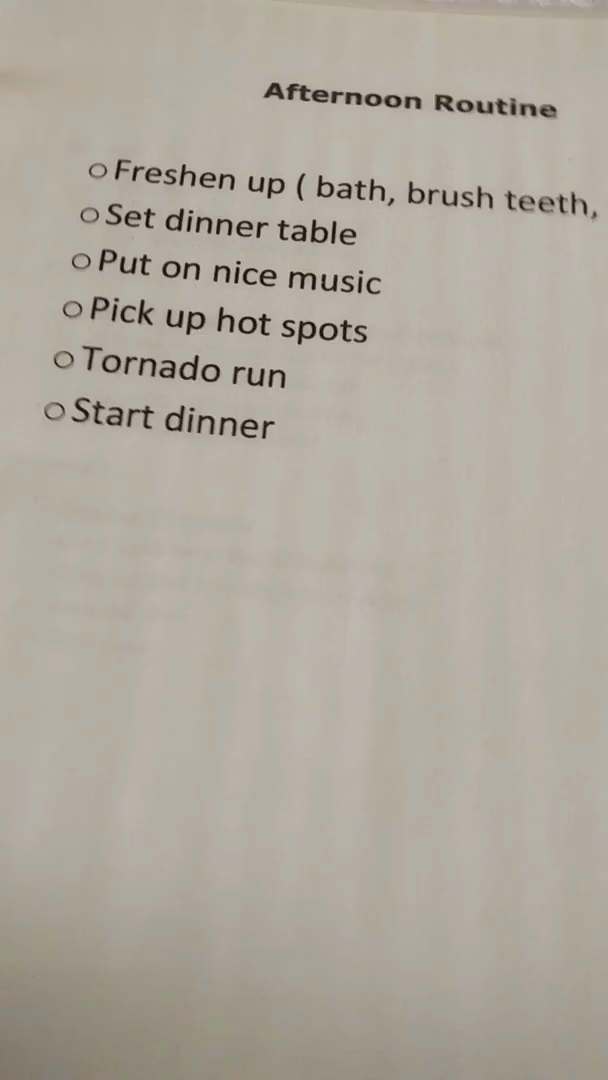 Afternoon Routine
○ Freshen up ( bath, brush teeth,
○ Set dinner table
○ Put on nice music
○ Pick up hot spots
○ Tornado run
○ Start dinner